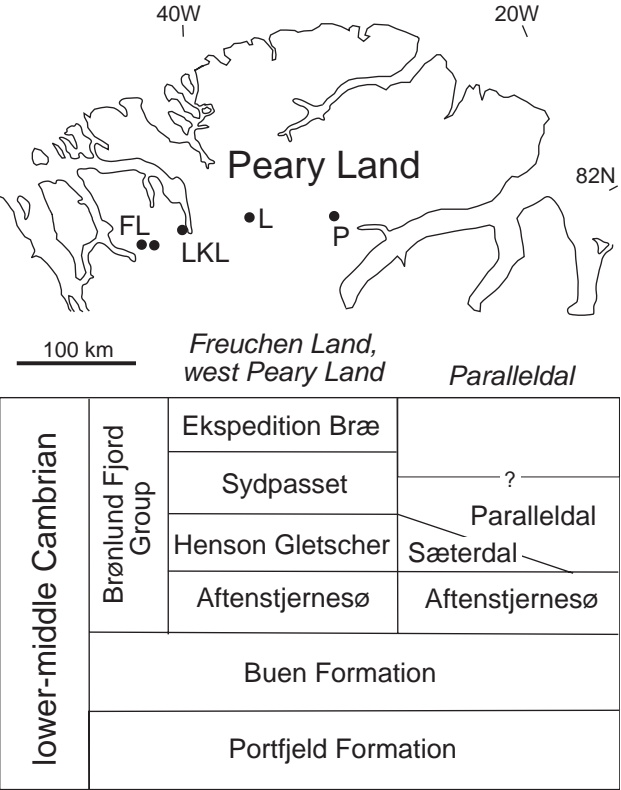 40W
20W
Peary Land
82N
FL
LKL
L
P
100 km
Freuchen Land,
west Peary Land
Paralleldal
lower-middle Cambrian
Brønlund Fjord
Group
Ekspedition Bræ
Sydpasset
?
Paralleldal
Henson Gletscher
Sæterdal
Aftenstjernesø
Aftenstjernesø
Buen Formation
Portfjeld Formation